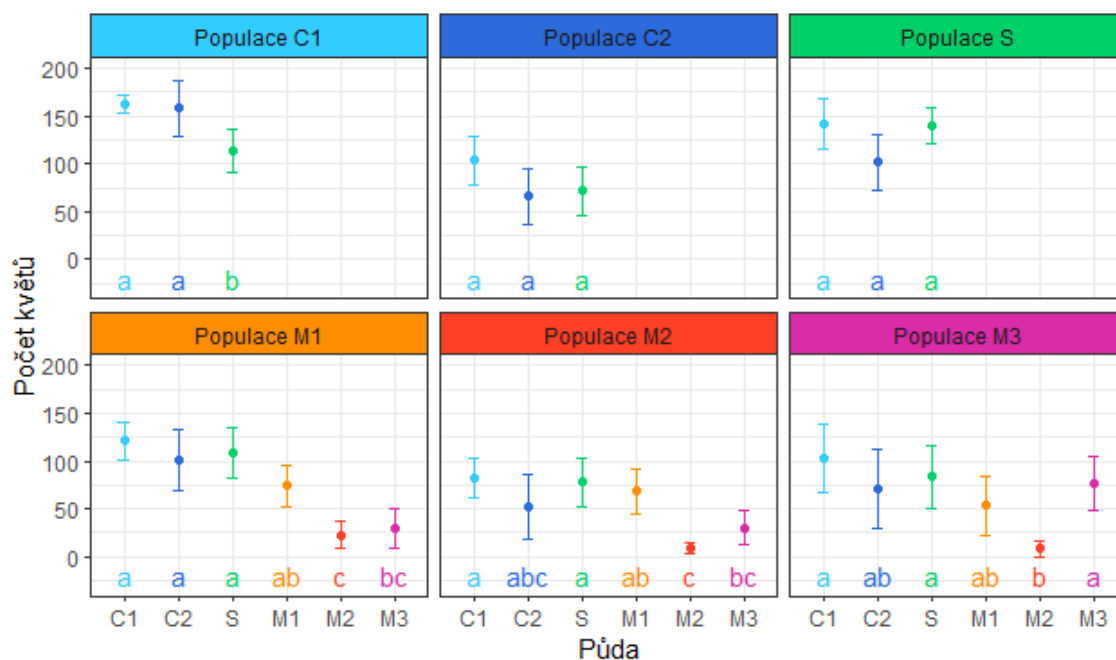 Populace C1 Populace C2 Populace S
200
150
100
50
0
a a b a a a a a a
Počet květů
Populace M1 Populace M2 Populace M3
200
150
100
50
0
a a a ab c bc a abc a ab c bc a ab a ab b a
C1 C2 S M1 M2 M3 C1 C2 S M1 M2 M3 C1 C2 S M1 M2 M3
Půda